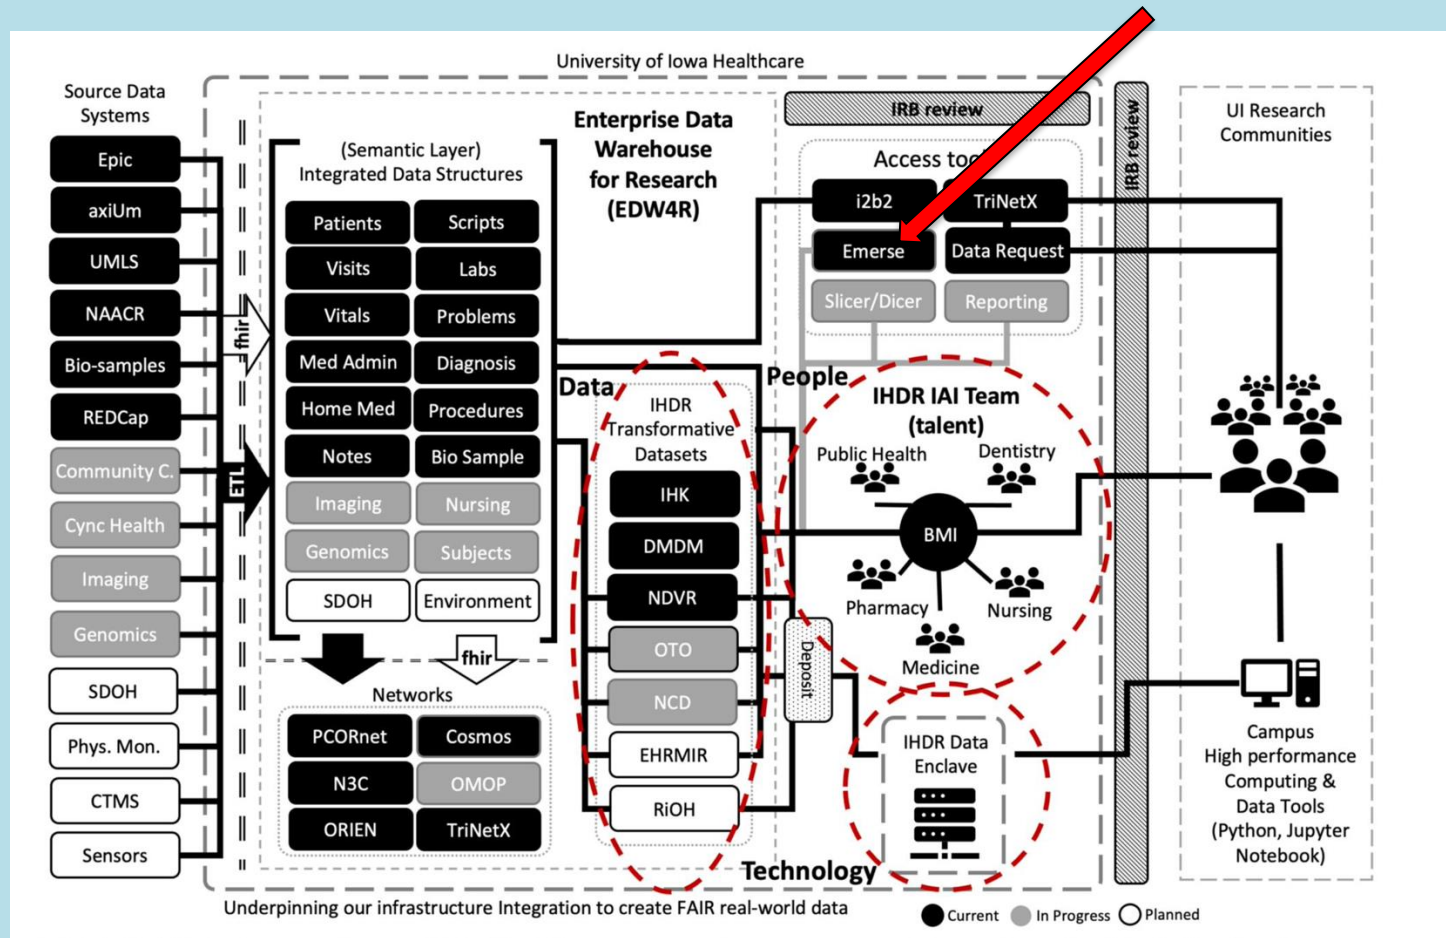 University of Iowa Healthcare
Source Data
Systems
Epic
axiUm
UMLS
NAACR
Bio-samples
REDCap
Community C.
Cync Health
Imaging
Genomics
SDOH
Phys. Mon.
CTMS
Sensors
fhir
ETL
(Semantic Layer)
Integrated Data Structures
Patients
Scripts
Visits
Labs
Vitals
Problems
Med Admin
Diagnosis
Home Med
Procedures
Notes
Bio Sample
Imaging
Nursing
Genomics
Subjects
SDOH
Environment
fhir
Networks
PCORnet
Cosmos
N3C
OMOP
ORIEN
TriNetX
Enterprise Data
Warehouse
for Research
(EDW4R)
Data
IHDR
Transformative
Datasets
IHK
DMDM
NDVR
OTO
NCD
EHRMIR
RiOH
IRB review
Access
i2b2
TriNetX
Emerse
Data Request
Slicer/Dicer
Reporting
People
IHDR IAI Team
(talent)
Public Health
Dentistry
BMI
Pharmacy
Nursing
Medicine
Deposit
IHDR Data
Enclave
Technology
IRB review
UI Research
Communities
Campus
High performance
Computing &
Data Tools
(Python, Jupyter
Notebook)
Underpinning our infrastructure Integration to create FAIR real-world data
Current
In Progress
Planned